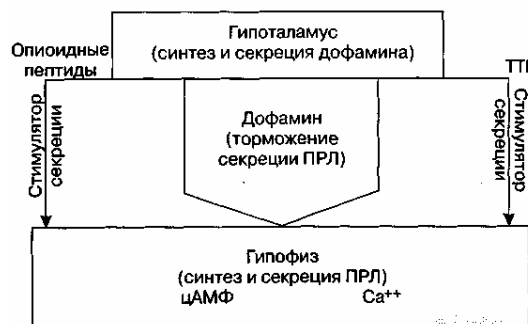 Гипоталамус
(синтез и секреция дофамина)
Опиоидные
пептиды
Стимулятор
секреции
Дофамин
(торможение
секреции ПРЛ)
Стимулятор
секреции
Гипофиз
(синтез и секреция ПРЛ)
цАМФ Ca++